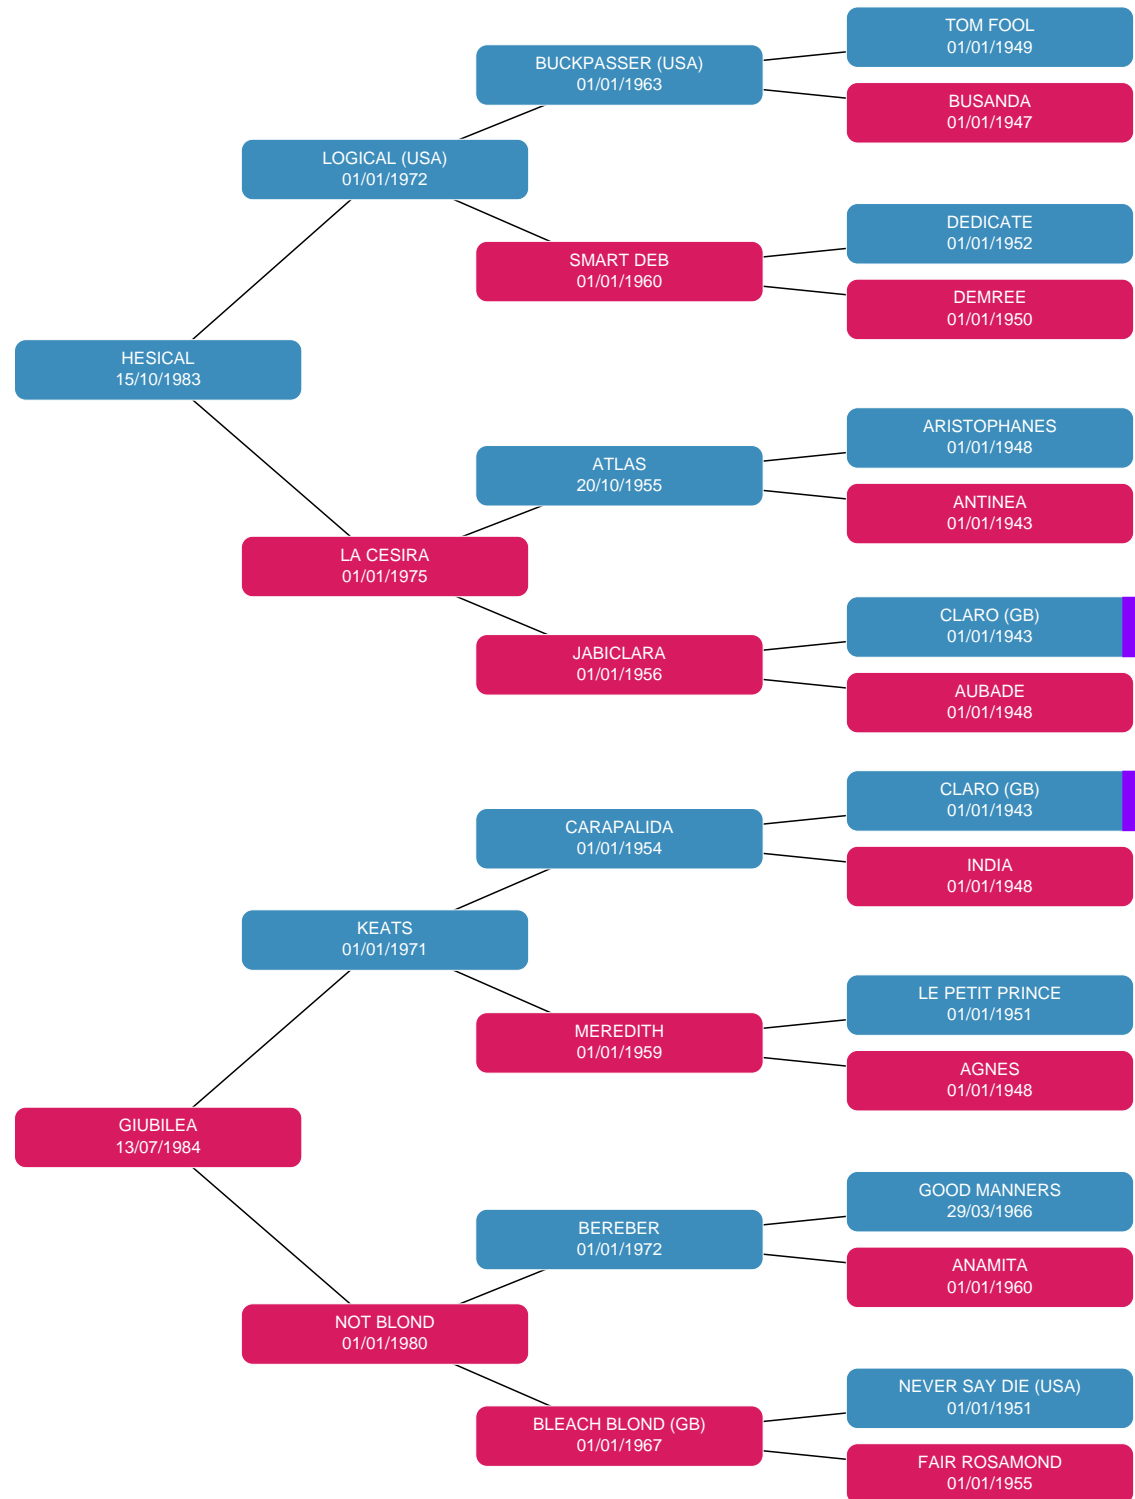 TOM FOOL
01/01/1949
BUCKPASSER (USA)
01/01/1963
BUSANDA
01/01/1947
LOGICAL (USA)
01/01/1972
DEDICATE
01/01/1952
SMART DEB
01/01/1960
DEMREE
01/01/1950
HESICAL
15/10/1983
ARISTOPHANES
01/01/1948
ATLAS
20/10/1955
ANTINEA
01/01/1943
LA CESIRA
01/01/1975
CLARO (GB)
01/01/1943
JABICLARA
01/01/1956
AUBADE
01/01/1948
CLARO (GB)
01/01/1943
CARAPALIDA
01/01/1954
INDIA
01/01/1948
KEATS
01/01/1971
LE PETIT PRINCE
01/01/1951
MEREDITH
01/01/1959
AGNES
01/01/1948
GIUBILEA
13/07/1984
GOOD MANNERS
29/03/1966
BEREBER
01/01/1972
ANAMITA
01/01/1960
NOT BLOND
01/01/1980
NEVER SAY DIE (USA)
01/01/1951
BLEACH BLOND (GB)
01/01/1967
FAIR ROSAMOND
01/01/1955